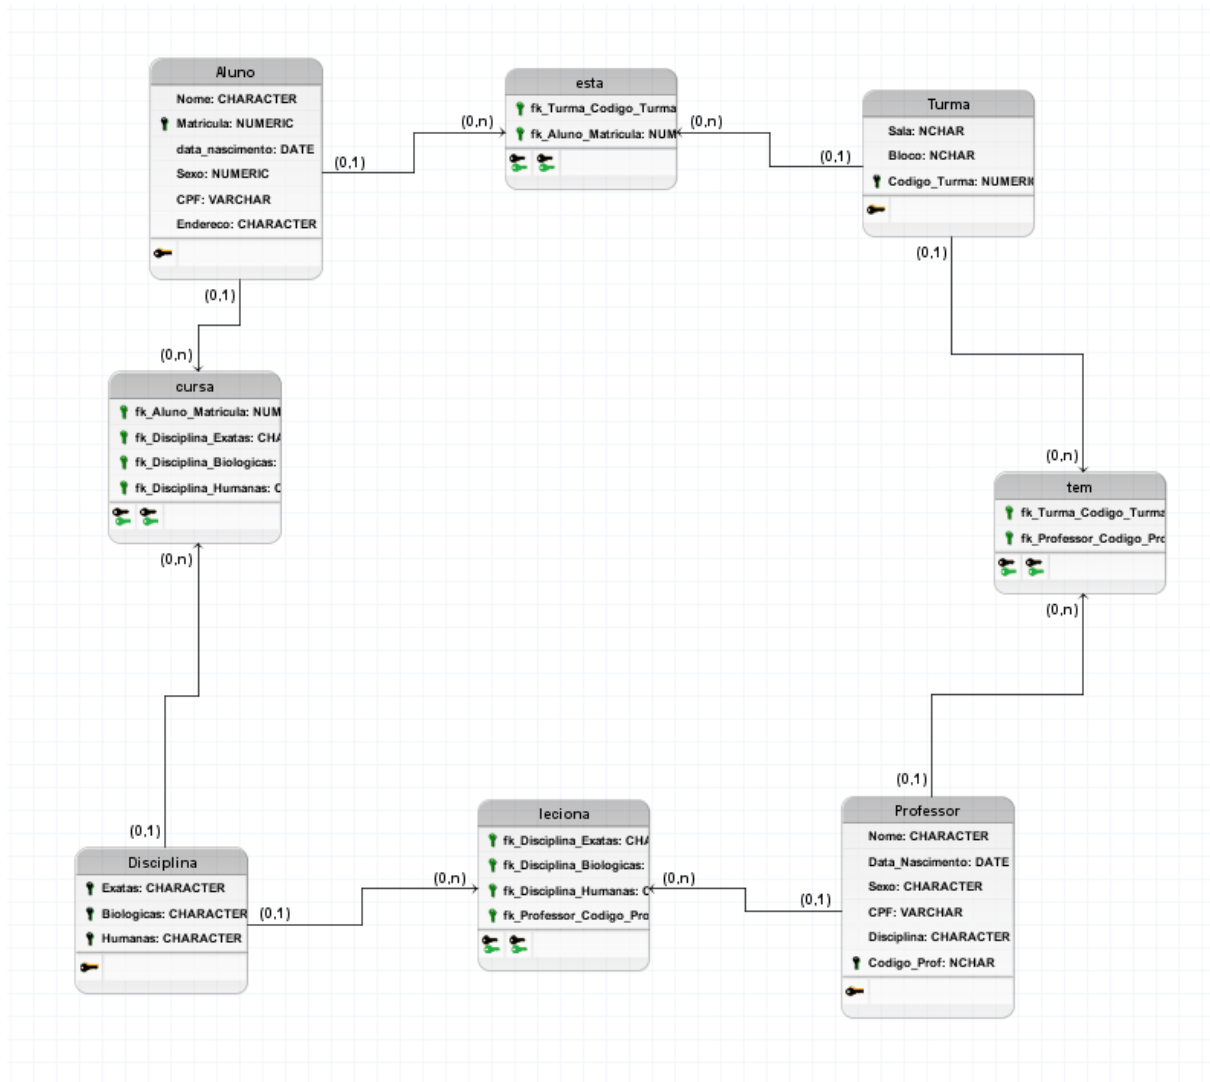 Aluno
Nome: CHARACTER
Matricula: NUMERIC
data_nascimento: DATE
Sexo: NUMERIC
CPF: VARCHAR
Endereco: CHARACTER
(0,1)
(0,n)
esta
fk_Turma_Codigo_Turma
fk_Aluno_Matricula: NUM
(0,n)
(0,1)
Turma
Sala: NCHAR
Bloco: NCHAR
Codigo_Turma: NUMERI
(0,1)
(0,1)
(0,n)
cursa
fk_Aluno_Matricula: NUM
fk_Disciplina_Exatas: CHA
fk_Disciplina_Biologicas:
fk_Disciplina_Humanas: C
(0,n)
(0,n)
tem
fk_Turma_Codigo_Turma
fk_Professor_Codigo_Pro
(0,n)
(0,1)
Disciplina
Exatas: CHARACTER
Biologicas: CHARACTER
Humanas: CHARACTER
(0,1)
(0,n)
leciona
fk_Disciplina_Exatas: CHA
fk_Disciplina_Biologicas:
fk_Disciplina_Humanas: C
fk_Professor_Codigo_Pro
(0,n)
(0,1)
(0,1)
Professor
Nome: CHARACTER
Data_Nascimento: DATE
Sexo: CHARACTER
CPF: VARCHAR
Disciplina: CHARACTER
Codigo_Prof: NCHAR